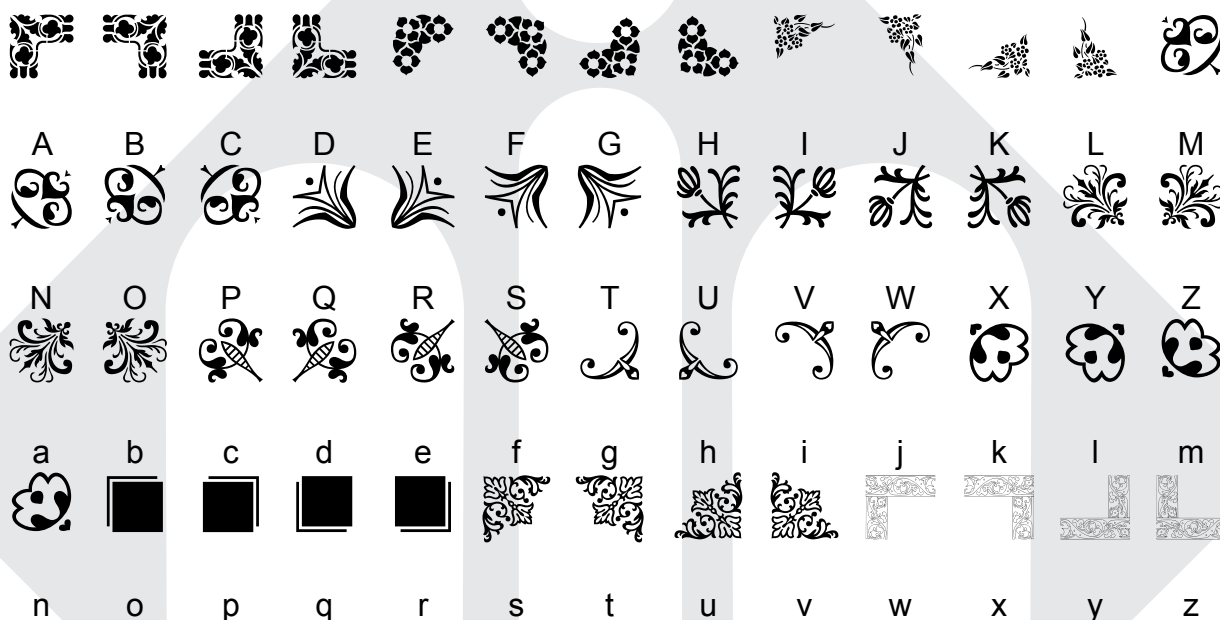 A B C D E F G H I J K L M
N O P Q R S T U V W X Y Z
a b c d e f g h i j k l m
n o p q r s t u v w x y z